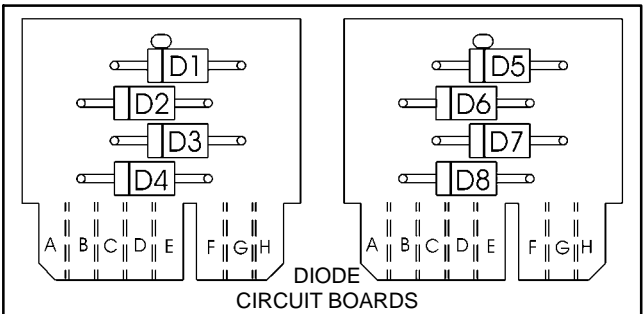 D1
D2
D3
D4
A B C D E F G H
D5
D6
D7
D8
A B C D E F G H
DIODE
CIRCUIT BOARDS